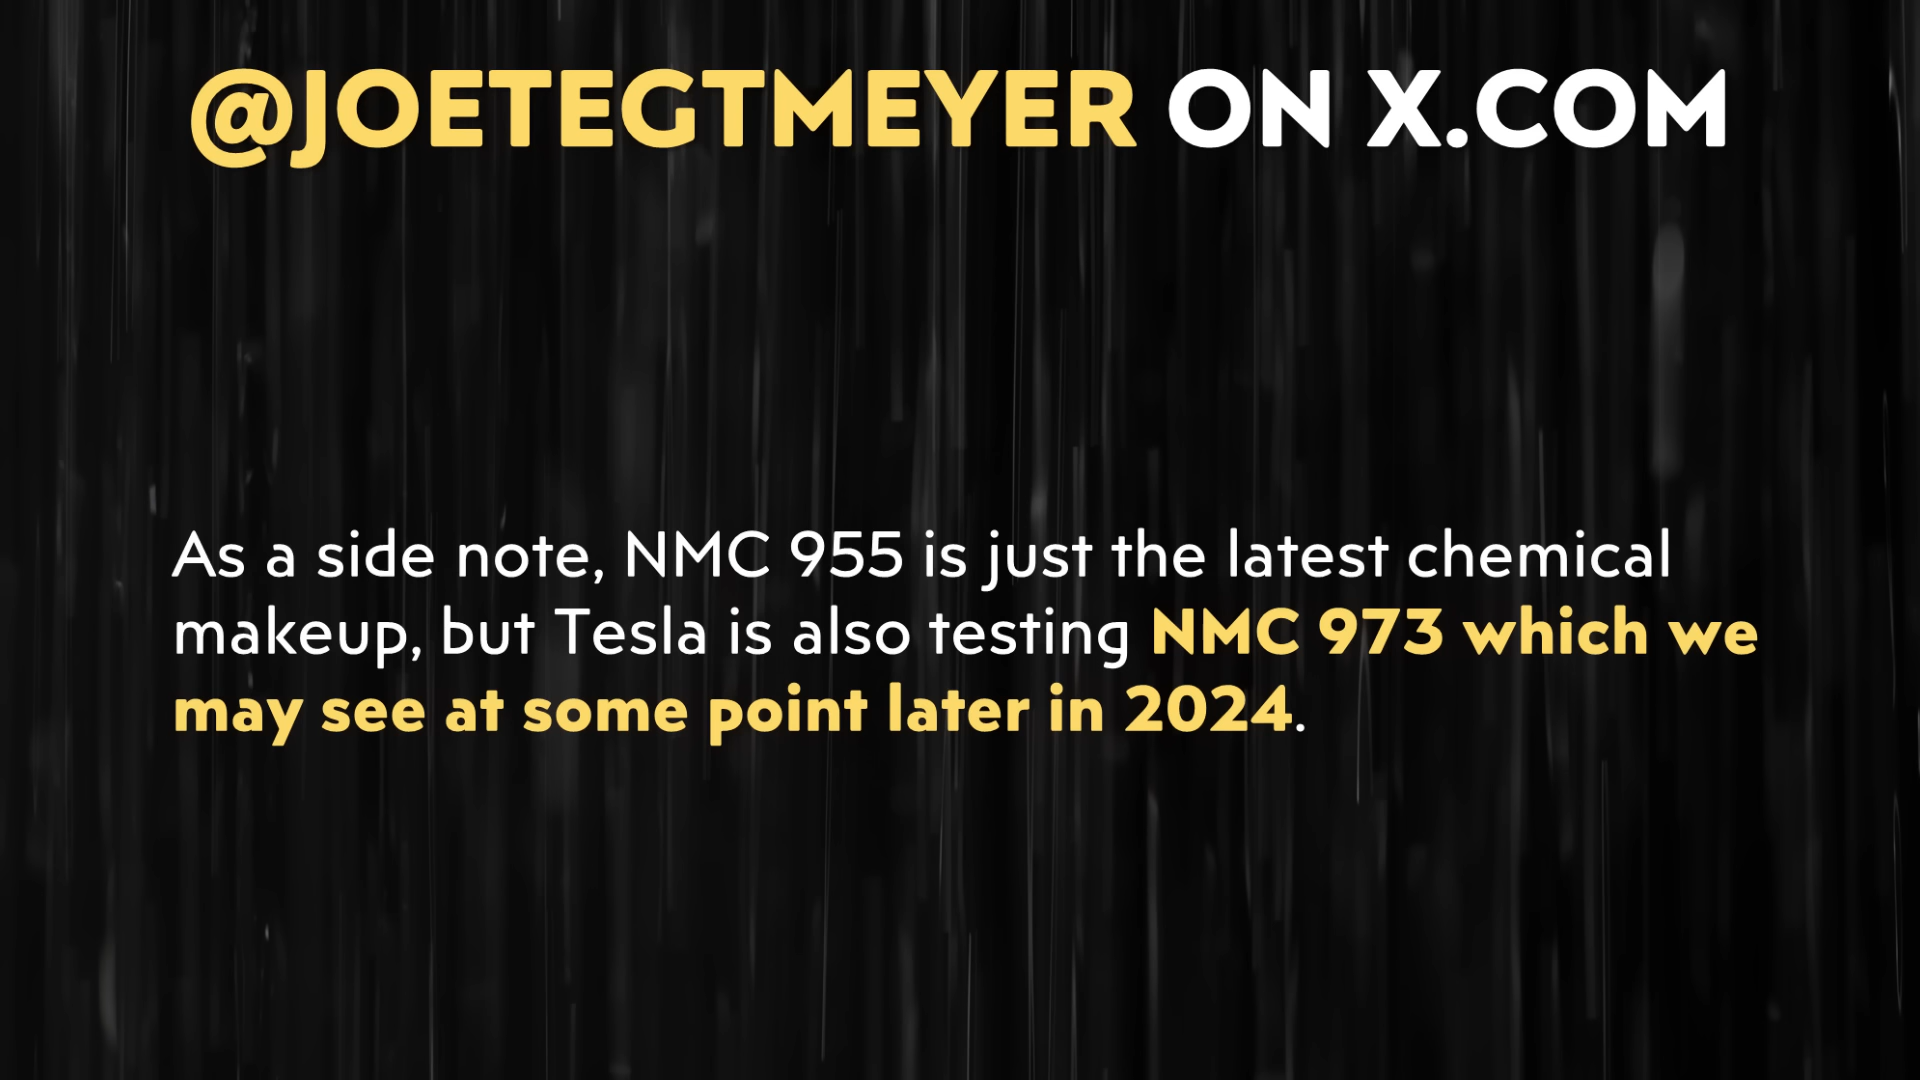 @JOETEGTMEYER ON X.COM
As a side note, NMC 955 is just the latest chemical
makeup, but Tesla is also testing NMC 973 which we
may see at some point later in 2024.